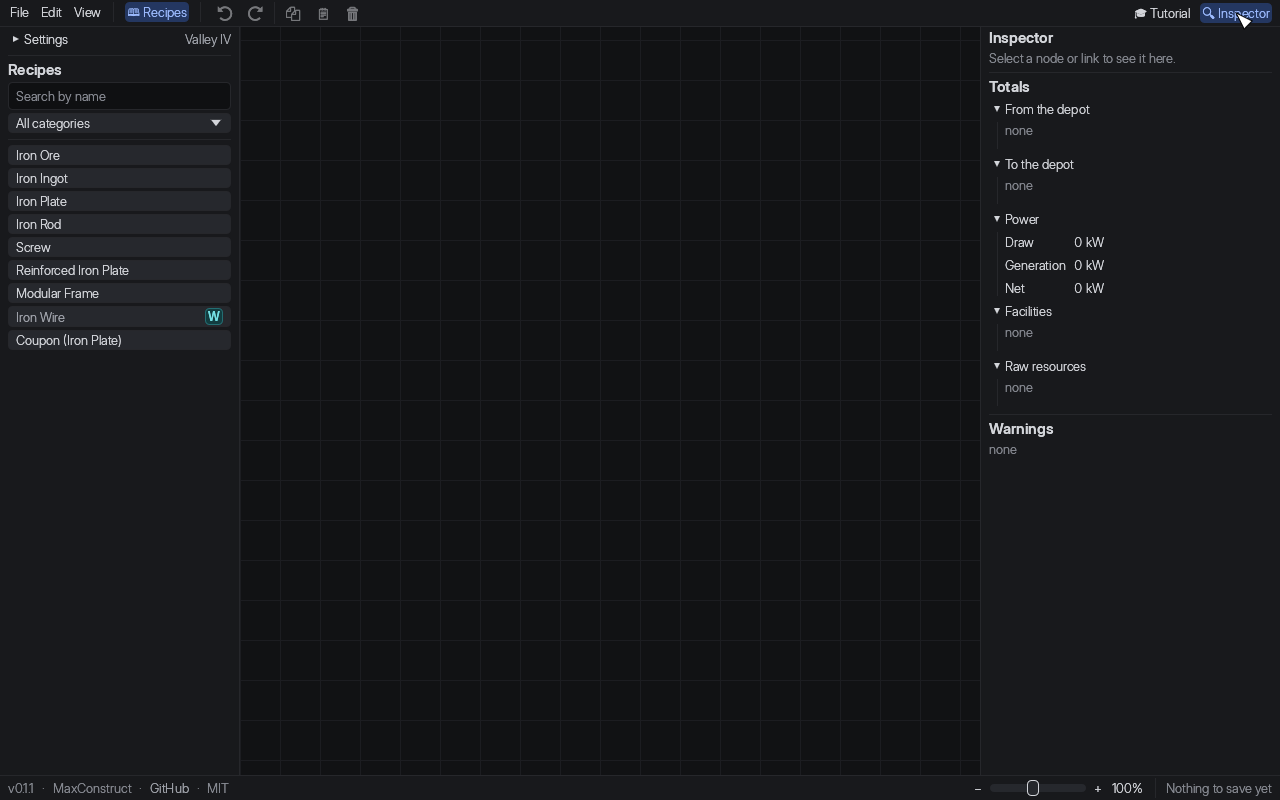 File Edit View Recipes Tutorial Inspector
Settings Valley IV
Recipes
Search by name
All categories
Iron Ore
Iron Ingot
Iron Plate
Iron Rod
Screw
Reinforced Iron Plate
Modular Frame
Iron Wire W
Coupon (Iron Plate)
Inspector
Select a node or link to see it here.
Totals
From the depot
none
To the depot
none
Power
Draw 0 kW
Generation 0 kW
Net 0 kW
Facilities
none
Raw resources
none
Warnings
none
v0.1.1 · MaxConstruct · GitHub · MIT
− + 100% Nothing to save yet